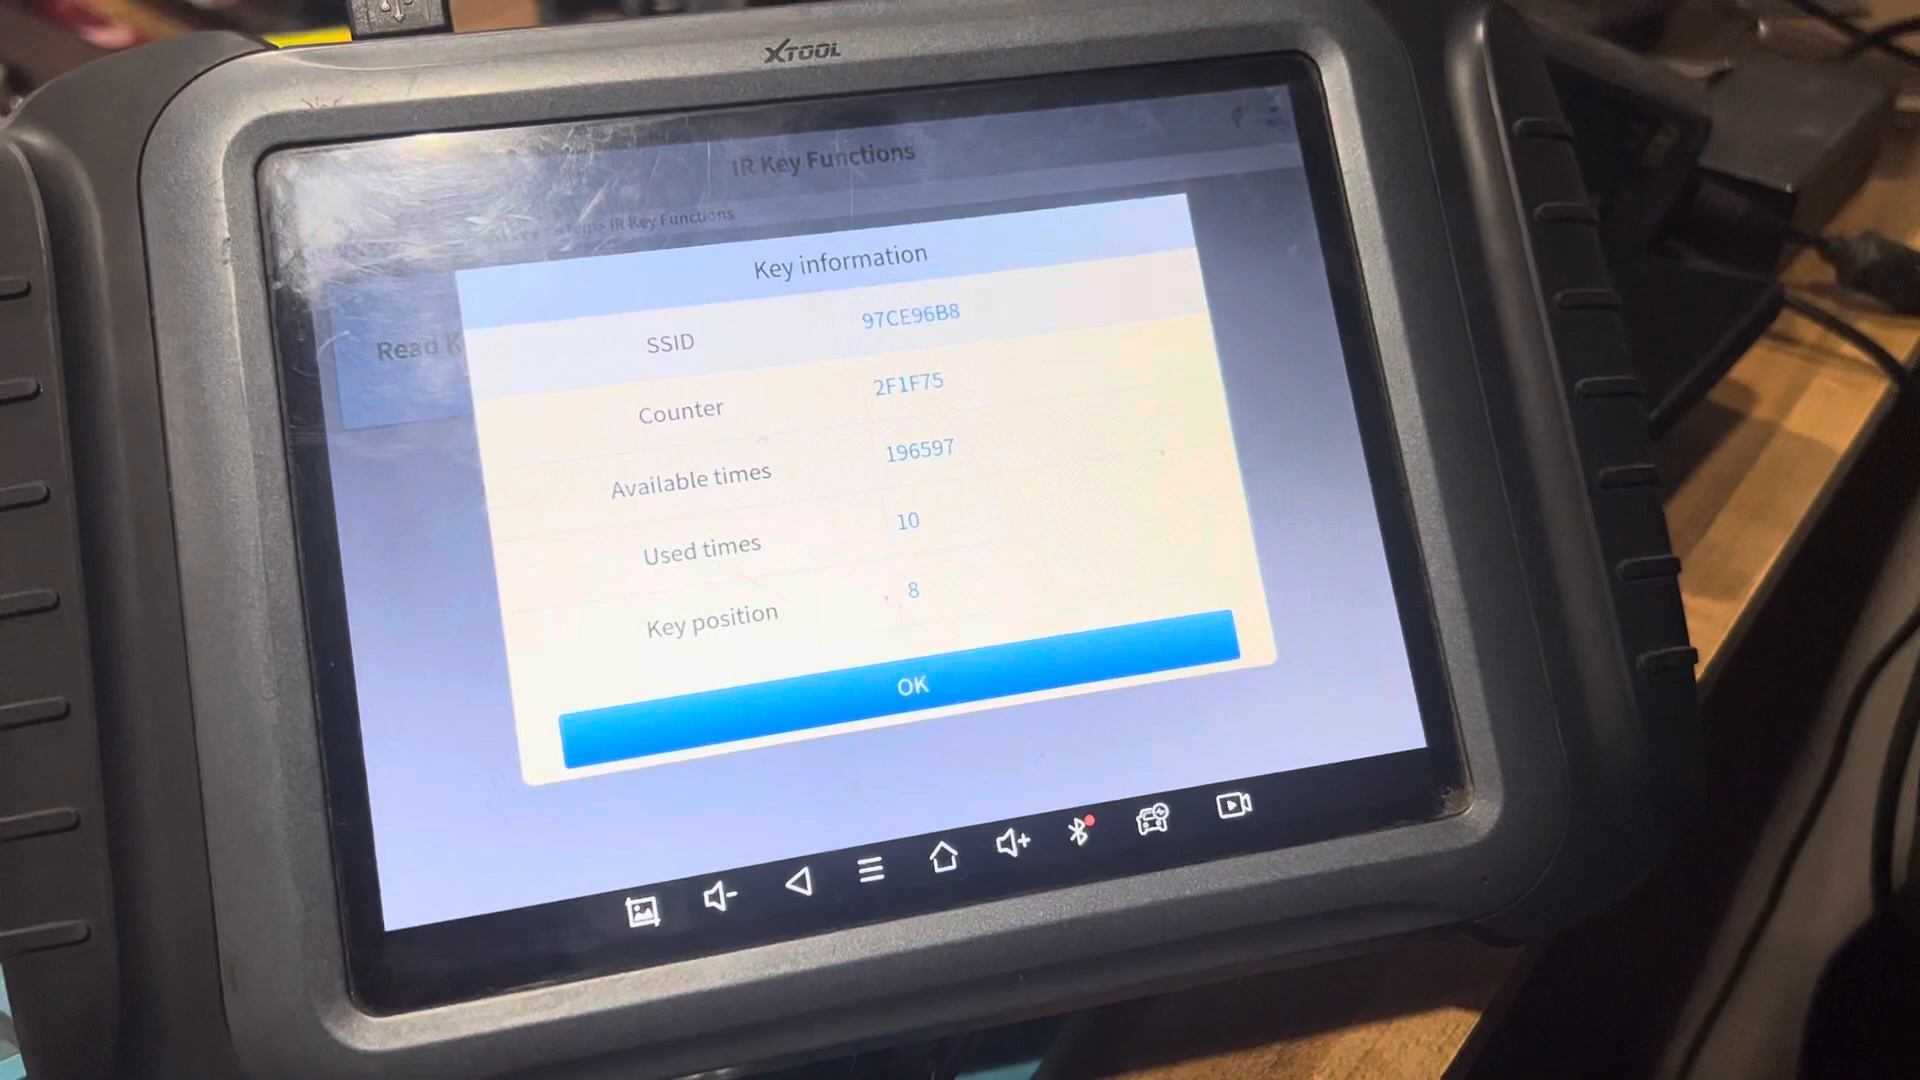 XTOOL
IR Key Functions
IR Key Functions
Key information
SSID 97CE96B8
Read K
Counter 2F1F75
Available times 196597
Used times 10
Key position 8
OK